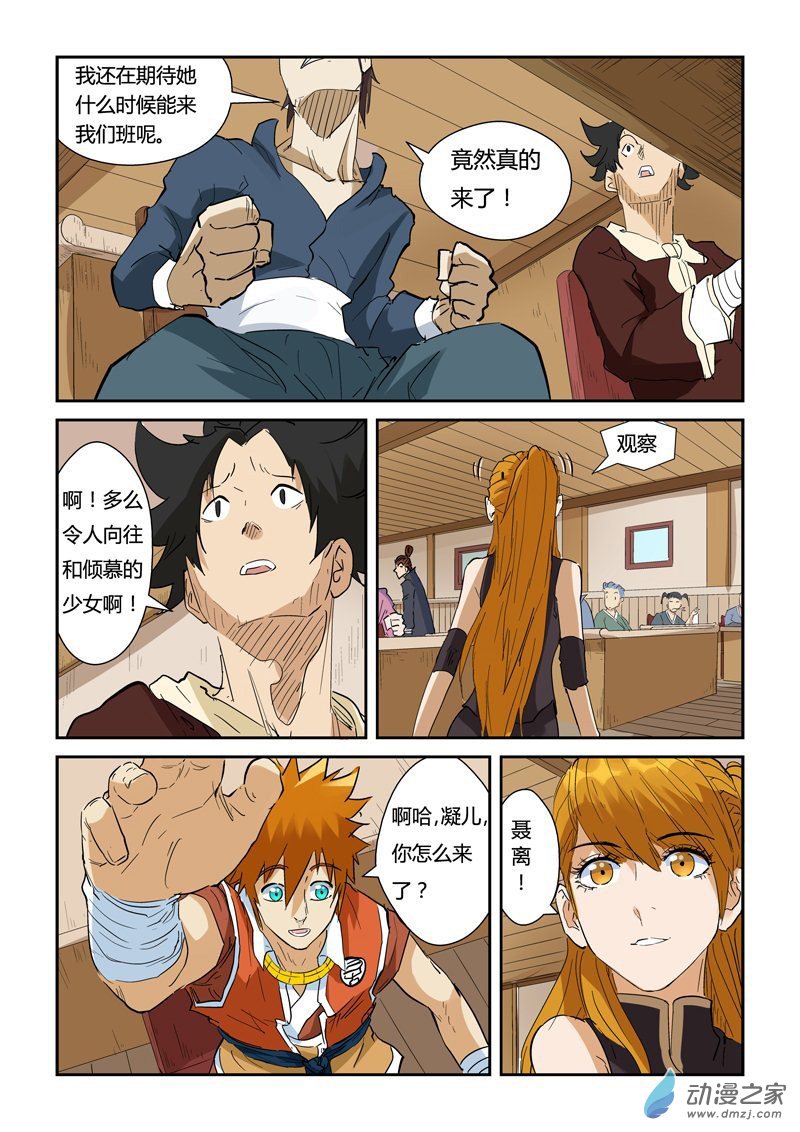 我还在期待她
什么时候能来
我们班呢。
竟然真的
来了！
啊！多么
令人向往
和倾慕的
少女啊！
观察
啊哈，凝儿，
你怎么来
了？
聂
离
！
动漫之家
www.dmzj.com